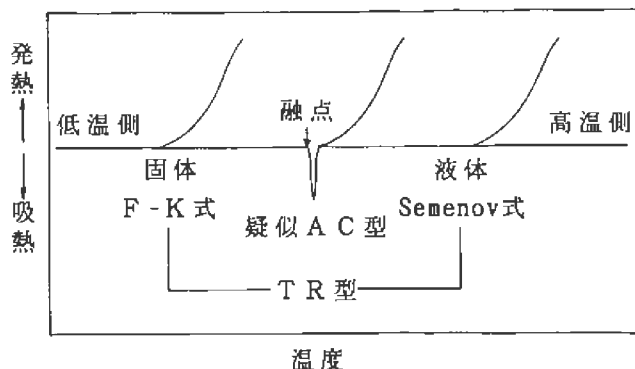 発熱
吸熱
低温側
融点
高温側
固体
液体
F-K式
疑似AC型
Semenov式
TR型
温度